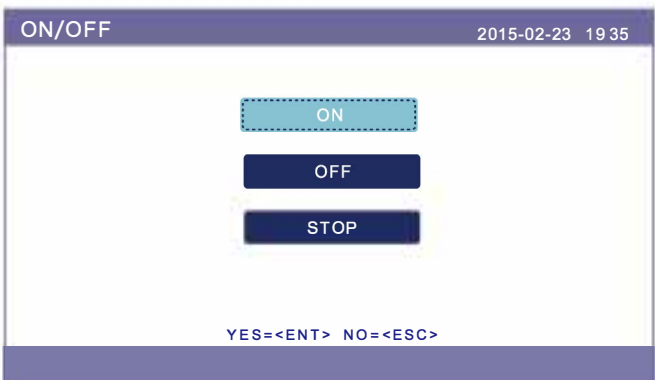 ON/OFF 2015-02-23 19 35
ON
OFF
STOP
YES=<ENT> NO=<ESC>